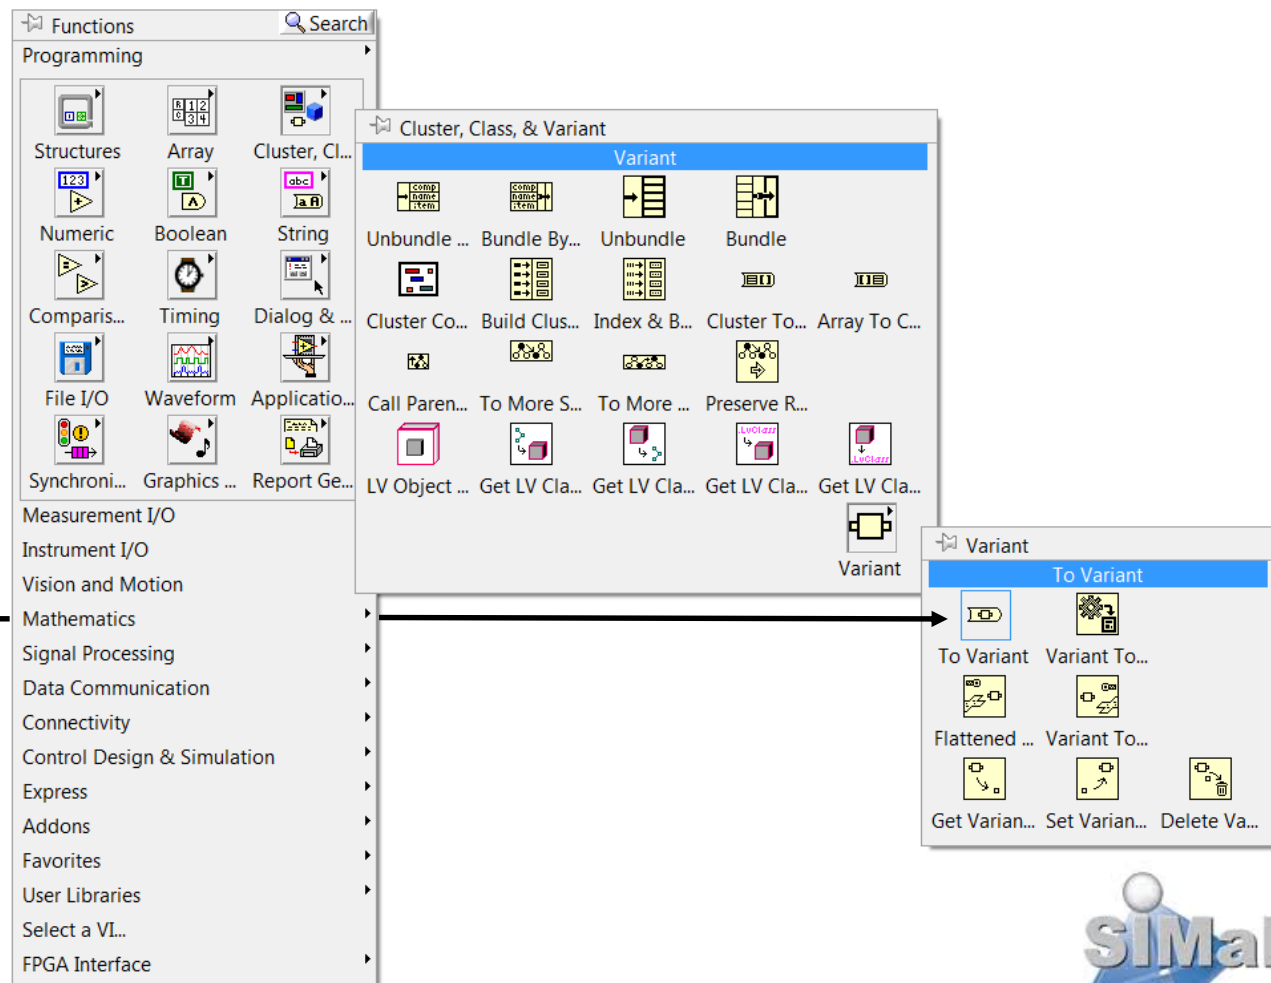 Functions
Search
Programming
Structures Array Cluster, Cl...
Numeric Boolean String
Comparis... Timing Dialog & ...
File I/O Waveform Applicatio...
Synchroni... Graphics ... Report Ge...
Measurement I/O
Instrument I/O
Vision and Motion
Mathematics
Signal Processing
Data Communication
Connectivity
Control Design & Simulation
Express
Addons
Favorites
User Libraries
Select a VI...
FPGA Interface
Cluster, Class, & Variant
Variant
Unbundle ... Bundle By... Unbundle Bundle
Cluster Co... Build Clus... Index & B... Cluster To... Array To C...
Call Paren... To More S... To More ... Preserve R...
LV Object ... Get LV Cla... Get LV Cla... Get LV Cla... Get LV Cla...
Variant
Variant
To Variant
To Variant Variant To...
Flattened ... Variant To...
Get Varian... Set Varian... Delete Va...